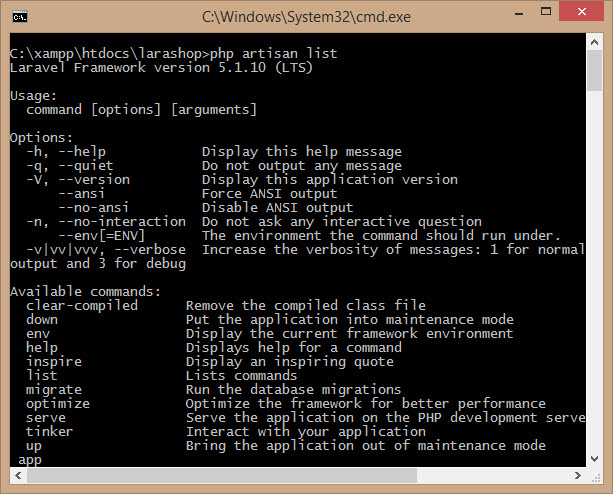 C:\Windows\System32\cmd.exe
C:\xampp\htdocs\larashop>php artisan list
Laravel Framework version 5.1.10 (LTS)
Usage:
  command [options] [arguments]
Options:
  -h, --help            Display this help message
  -q, --quiet           Do not output any message
  -V, --version         Display this application version
      --ansi            Force ANSI output
      --no-ansi         Disable ANSI output
  -n, --no-interaction  Do not ask any interactive question
      --env[=ENV]       The environment the command should run under.
  -v|vv|vvv, --verbose  Increase the verbosity of messages: 1 for normal
output and 3 for debug
Available commands:
  clear-compiled      Remove the compiled class file
  down                Put the application into maintenance mode
  env                 Display the current framework environment
  help                Displays help for a command
  inspire             Display an inspiring quote
  list                Lists commands
  migrate             Run the database migrations
  optimize            Optimize the framework for better performance
  serve               Serve the application on the PHP development serve
  tinker              Interact with your application
  up                  Bring the application out of maintenance mode
 app